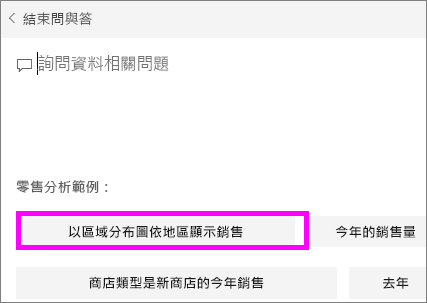 結束問與答
詢問資料相關問題
零售分析範例：
以區域分布圖依地區顯示銷售
今年的銷售量
商店類型是新商店的今年銷售
去年